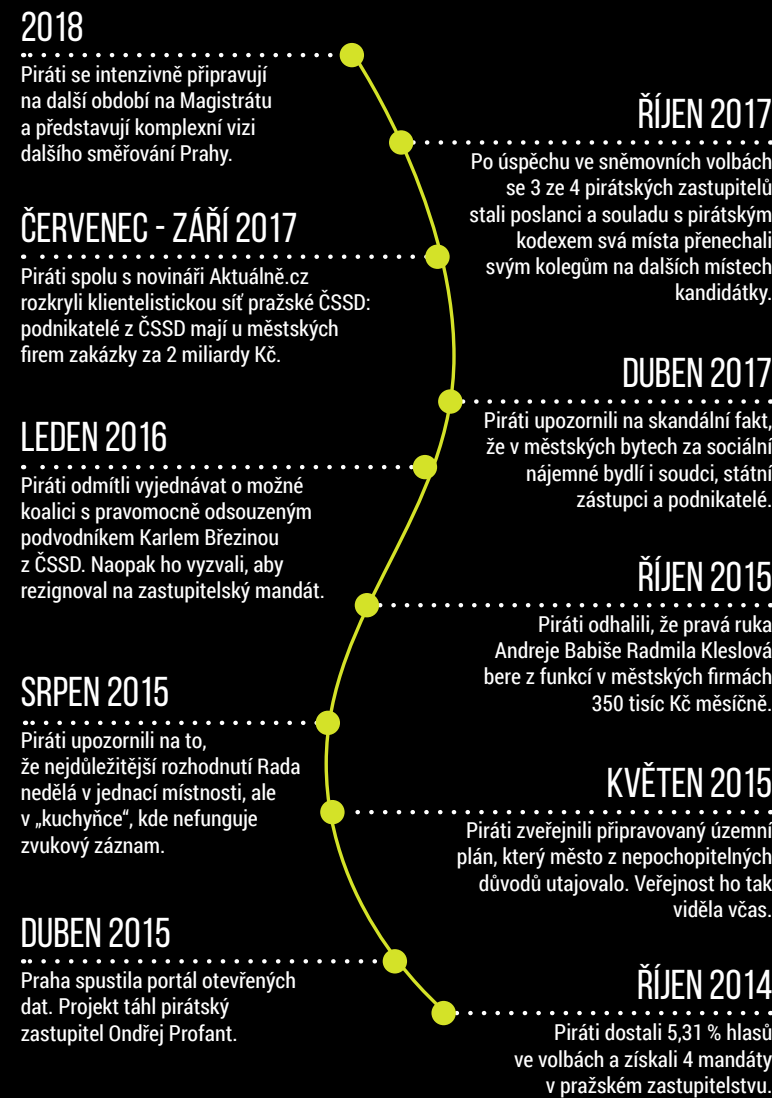 2018
Piráti se intenzivně připravují
na další období na Magistrátu
a představují komplexní vizi
dalšího směřování Prahy.
ŘÍJEN 2017
Po úspěchu ve sněmovních volbách
se 3 ze 4 pirátských zastupitelů
stali poslanci a souladu s pirátským
kodexem svá místa přenechali
svým kolegům na dalších místech
kandidátky.
ČERVENEC - ZÁŘÍ 2017
Piráti spolu s novináři Aktuálně.cz
rozkryli klientelistickou síť pražské ČSSD:
podnikatelé z ČSSD mají u městských
firem zakázky za 2 miliardy Kč.
DUBEN 2017
Piráti upozornili na skandální fakt,
že v městských bytech za sociální
nájemné bydlí i soudci, státní
zástupci a podnikatelé.
LEDEN 2016
Piráti odmítli vyjednávat o možné
koalici s pravomocně odsouzeným
podvodníkem Karlem Březinou
z ČSSD. Naopak ho vyzvali, aby
rezignoval na zastupitelský mandát.
ŘÍJEN 2015
Piráti odhalili, že pravá ruka
Andreje Babiše Radmila Kleslová
bere z funkcí v městských firmách
350 tisíc Kč měsíčně.
SRPEN 2015
Piráti upozornili na to,
že nejdůležitější rozhodnutí Rada
nedělá v jednací místnosti, ale
v „kuchyňce“, kde nefunguje
zvukový záznam.
KVĚTEN 2015
Piráti zveřejnili připravovaný územní
plán, který město z nepochopitelných
důvodů utajovalo. Veřejnost ho tak
viděla včas.
DUBEN 2015
Praha spustila portál otevřených
dat. Projekt táhl pirátský
zastupitel Ondřej Profant.
ŘÍJEN 2014
Piráti dostali 5,31 % hlasů
ve volbách a získali 4 mandáty
v pražském zastupitelstvu.